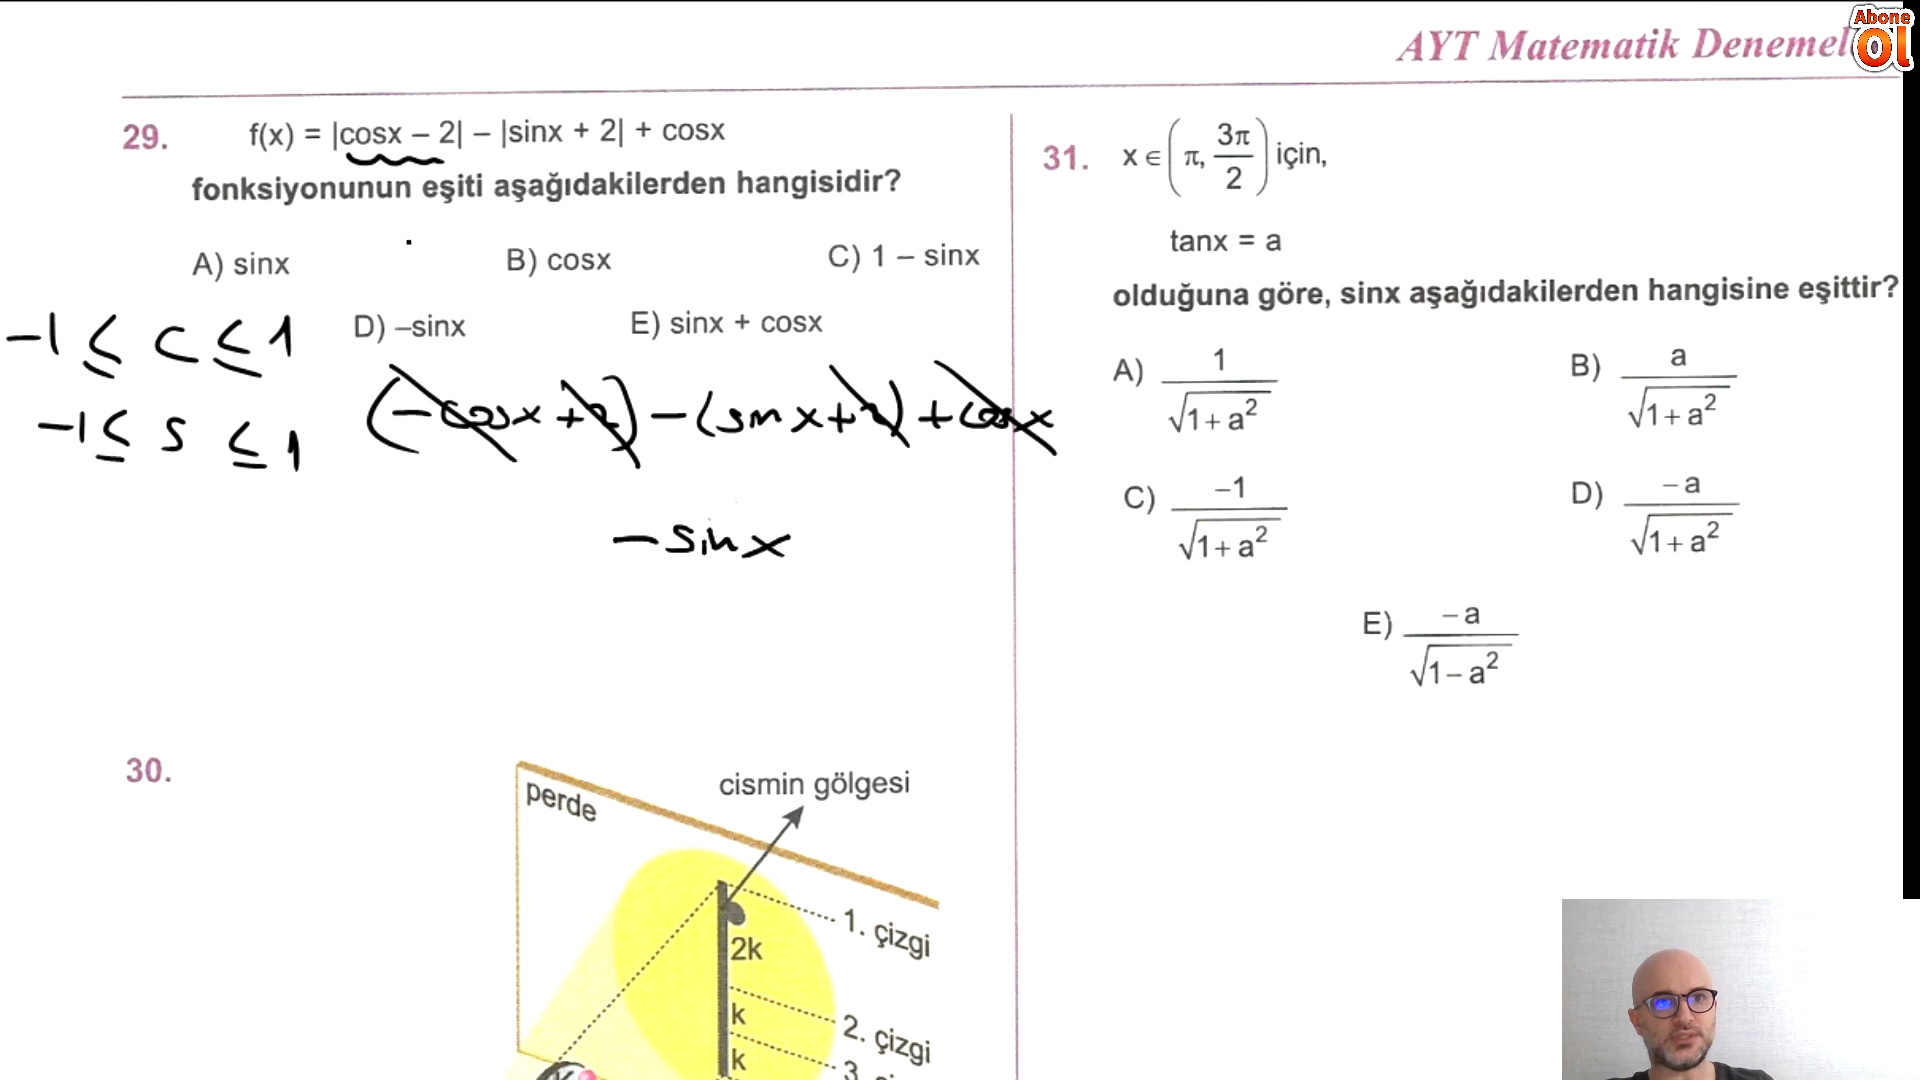 AYT Matematik Denemel
Abone
Ol
29. f(x) = |cosx – 2| – |sinx + 2| + cosx
fonksiyonunun eşiti aşağıdakilerden hangisidir?
A) sinx B) cosx C) 1 – sinx
D) –sinx E) sinx + cosx
-1 ≤ c ≤ 1
-1 ≤ s ≤ 1
(-cosx+2) - (sinx+2) + cosx
- sinx
30.
perde
cismin gölgesi
1. çizgi
2k
k
2. çizgi
k
3.
31. x ∈ (π, 3π/2) için,
tanx = a
olduğuna göre, sinx aşağıdakilerden hangisine eşittir?
A) 1/√1+a² B) a/√1+a²
C) –1/√1+a² D) –a/√1+a²
E) –a/√1–a²